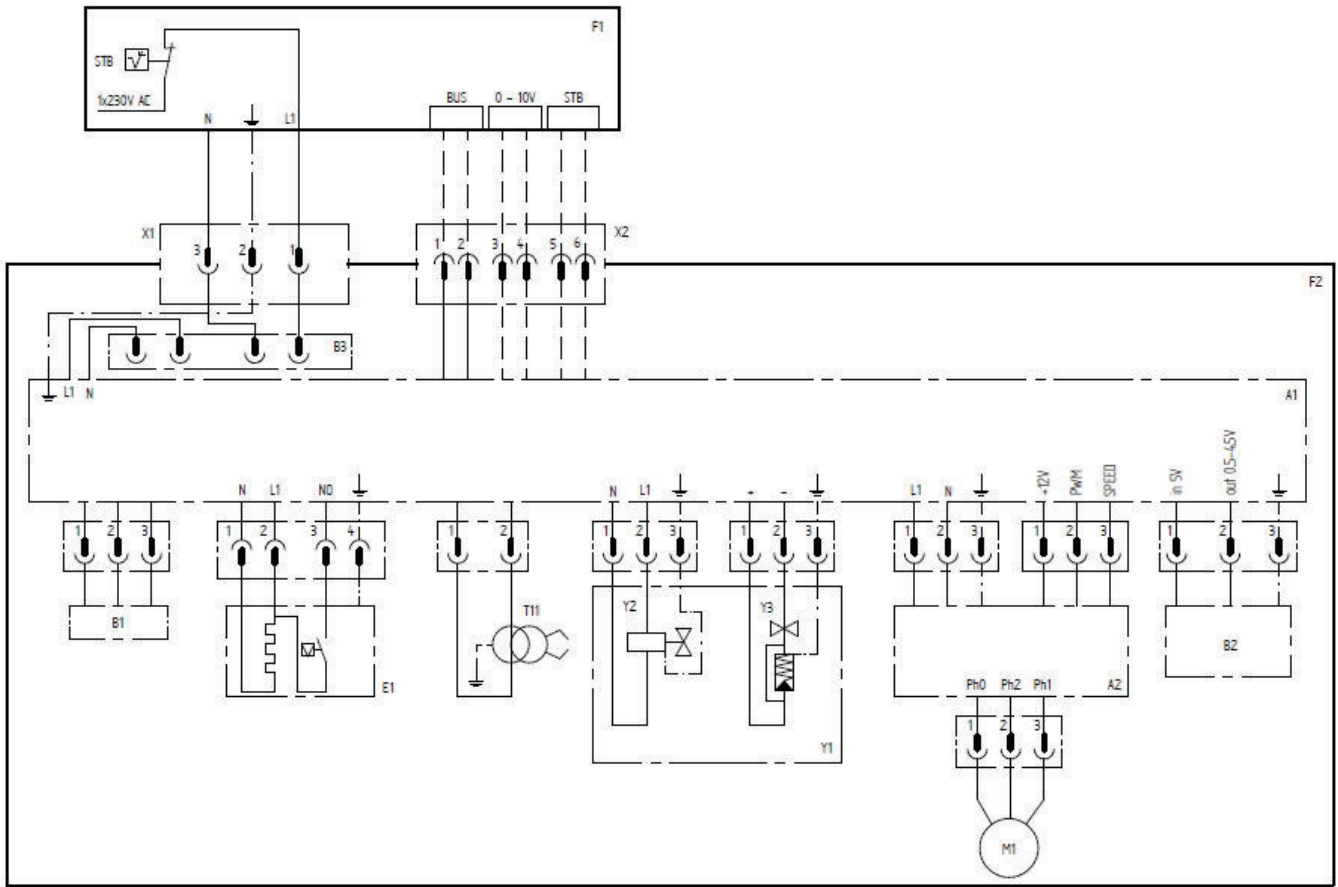 F1
STB
1x230V AC
BUS 0 - 10V STB
N L1
X1 3 2 1
X2 1 2 3 4 5 6
F2
B3
L1 N
A1
N L1 NO
N L1
+ -
L1 N
+12V
PWM
SPEED
in 5V
out 0.5-4.5V
1 2 3
1 2 3 4
1 2
1 2 3
1 2 3
1 2 3
1 2 3
1 2 3
B1
E1
T11
Y2
Y3
Y1
B2
Ph0 Ph2 Ph1
A2
1 2 3
M1